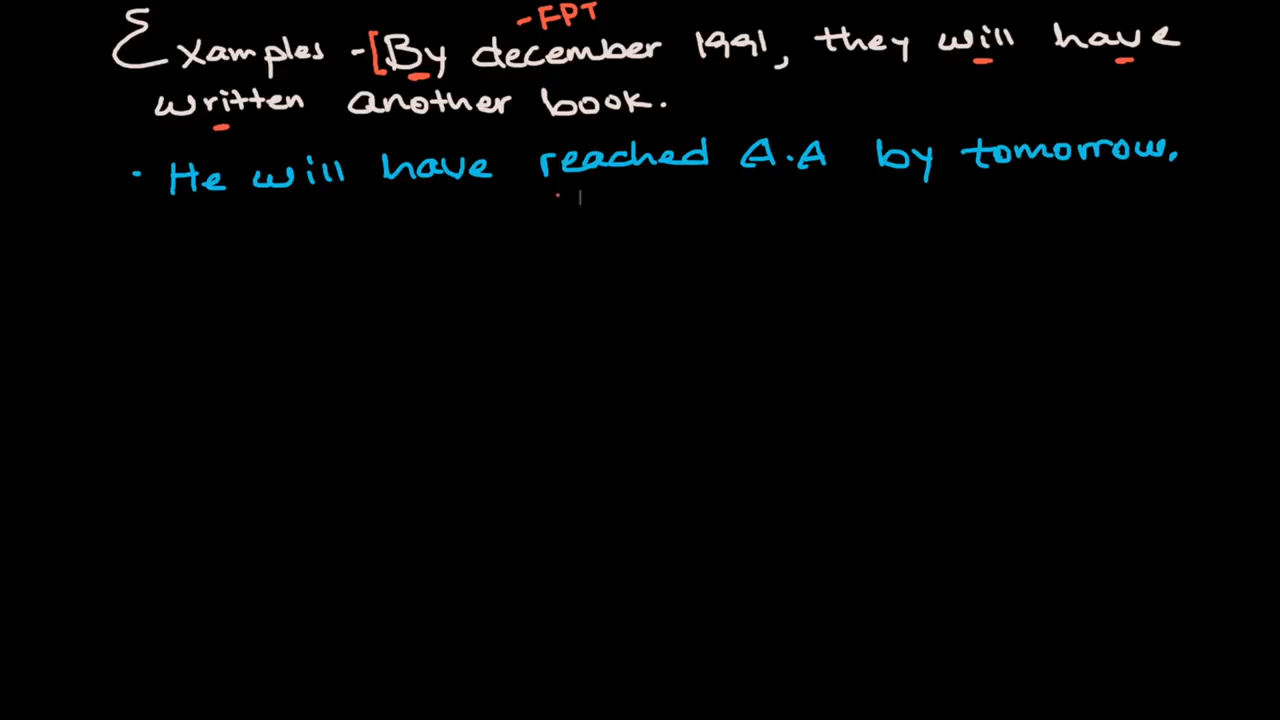 -FPT
Examples -[By december 1991, they will have
written another book.
· He will have reached A.A by tomorrow.